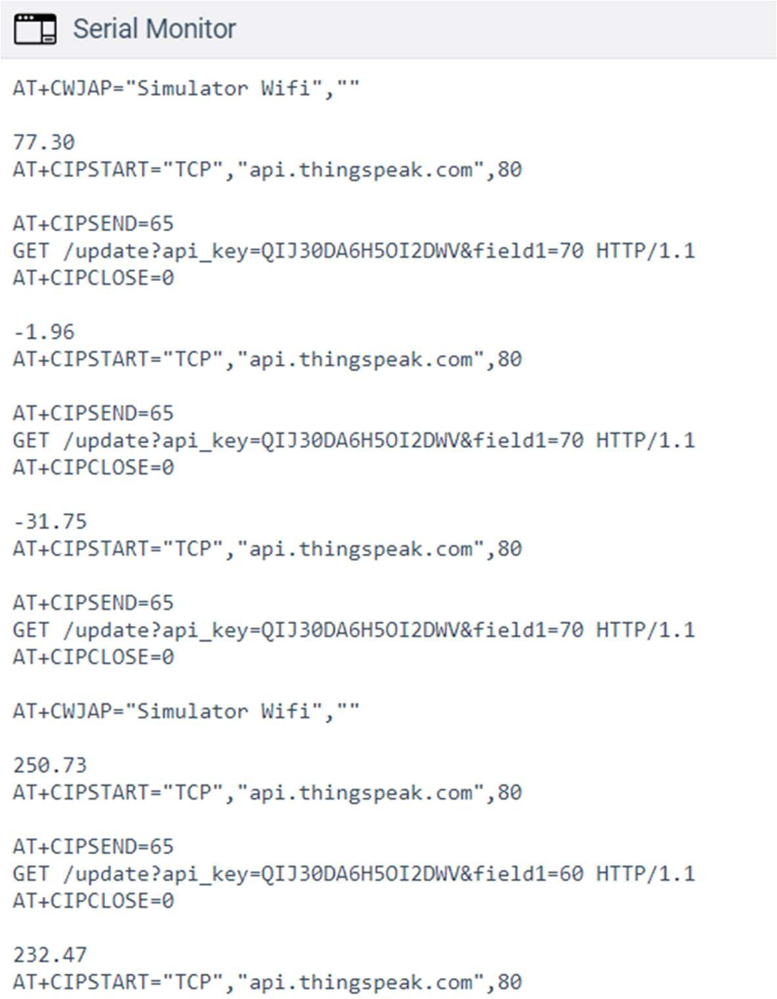 Serial Monitor
AT+CWJAP="Simulator Wifi",""
77.30
AT+CIPSTART="TCP","api.thingspeak.com",80
AT+CIPSEND=65
GET /update?api_key=QIJ30DA6H5OI2DWV&field1=70 HTTP/1.1
AT+CIPCLOSE=0
-1.96
AT+CIPSTART="TCP","api.thingspeak.com",80
AT+CIPSEND=65
GET /update?api_key=QIJ30DA6H5OI2DWV&field1=70 HTTP/1.1
AT+CIPCLOSE=0
-31.75
AT+CIPSTART="TCP","api.thingspeak.com",80
AT+CIPSEND=65
GET /update?api_key=QIJ30DA6H5OI2DWV&field1=70 HTTP/1.1
AT+CIPCLOSE=0
AT+CWJAP="Simulator Wifi",""
250.73
AT+CIPSTART="TCP","api.thingspeak.com",80
AT+CIPSEND=65
GET /update?api_key=QIJ30DA6H5OI2DWV&field1=60 HTTP/1.1
AT+CIPCLOSE=0
232.47
AT+CIPSTART="TCP","api.thingspeak.com",80